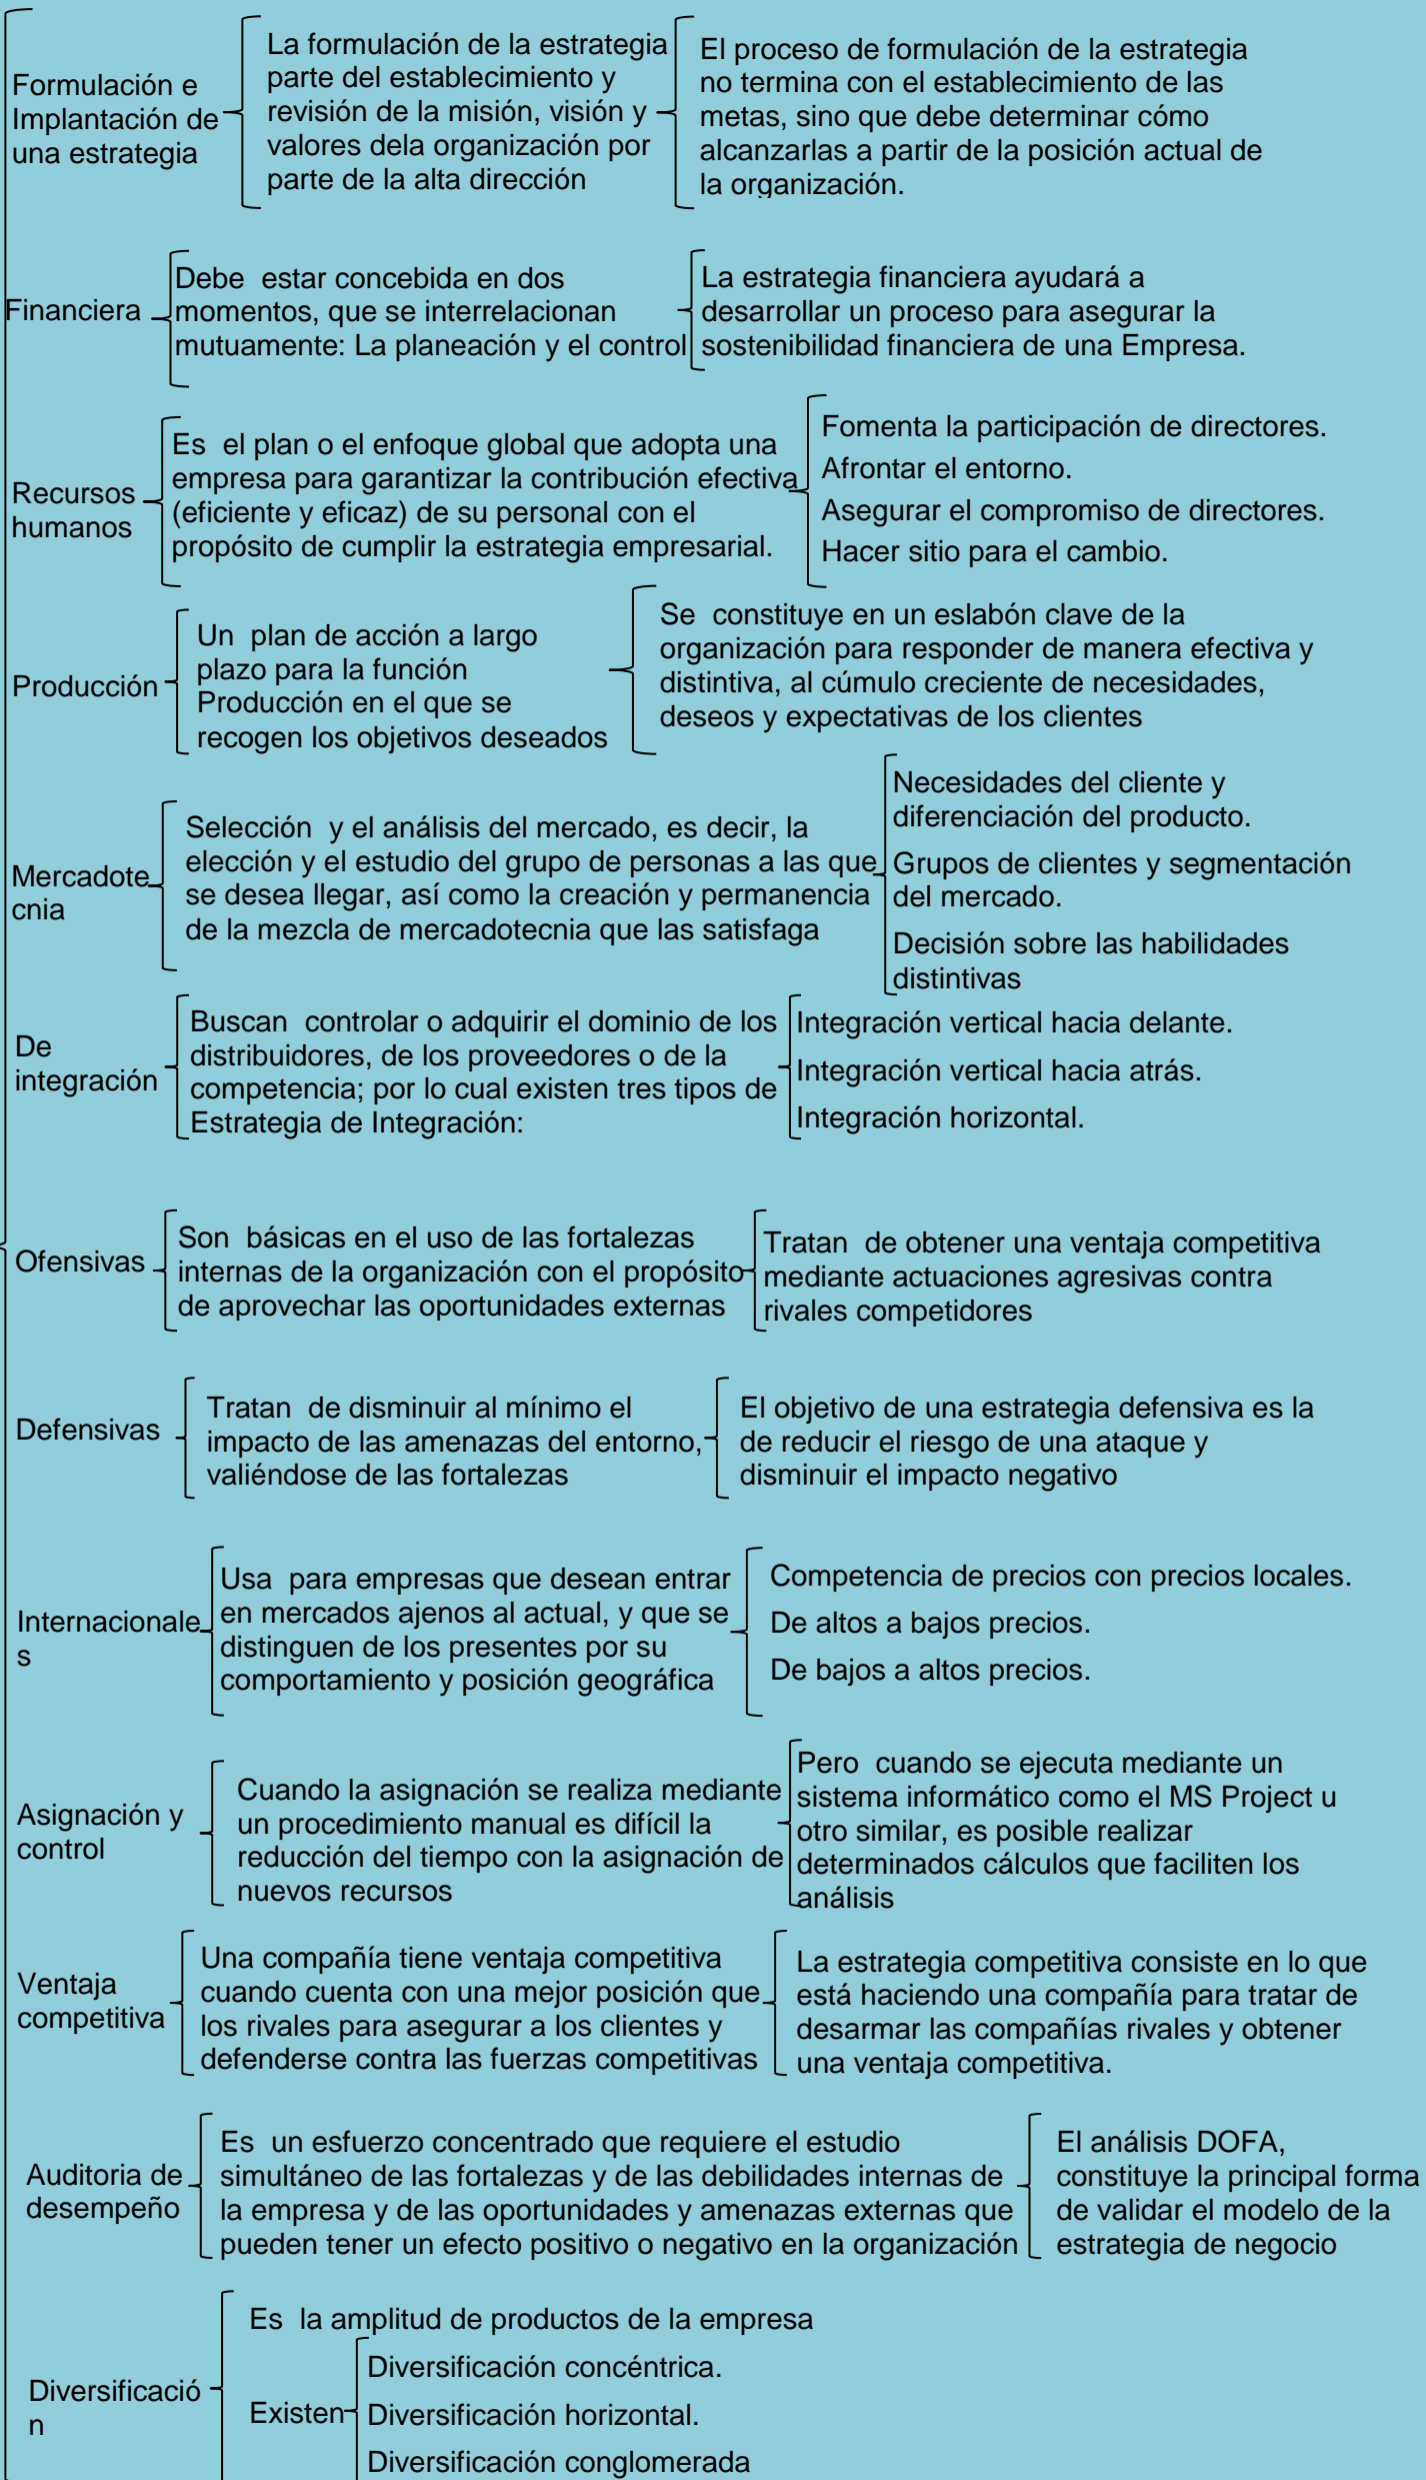 Formulación e
Implantación de
una estrategia
La formulación de la estrategia
parte del establecimiento y
revisión de la misión, visión y
valores dela organización por
parte de la alta dirección
El proceso de formulación de la estrategia
no termina con el establecimiento de las
metas, sino que debe determinar cómo
alcanzarlas a partir de la posición actual de
la organización.
Financiera
Debe estar concebida en dos
momentos, que se interrelacionan
mutuamente: La planeación y el control
La estrategia financiera ayudará a
desarrollar un proceso para asegurar la
sostenibilidad financiera de una Empresa.
Recursos
humanos
Es el plan o el enfoque global que adopta una
empresa para garantizar la contribución efectiva
(eficiente y eficaz) de su personal con el
propósito de cumplir la estrategia empresarial.
Fomenta la participación de directores.
Afrontar el entorno.
Asegurar el compromiso de directores.
Hacer sitio para el cambio.
Producción
Un plan de acción a largo
plazo para la función
Producción en el que se
recogen los objetivos deseados
Se constituye en un eslabón clave de la
organización para responder de manera efectiva y
distintiva, al cúmulo creciente de necesidades,
deseos y expectativas de los clientes
Mercadote
cnia
Selección y el análisis del mercado, es decir, la
elección y el estudio del grupo de personas a las que
se desea llegar, así como la creación y permanencia
de la mezcla de mercadotecnia que las satisfaga
Necesidades del cliente y
diferenciación del producto.
Grupos de clientes y segmentación
del mercado.
Decisión sobre las habilidades
distintivas
De
integración
Buscan controlar o adquirir el dominio de los
distribuidores, de los proveedores o de la
competencia; por lo cual existen tres tipos de
Estrategia de Integración:
Integración vertical hacia delante.
Integración vertical hacia atrás.
Integración horizontal.
Ofensivas
Son básicas en el uso de las fortalezas
internas de la organización con el propósito
de aprovechar las oportunidades externas
Tratan de obtener una ventaja competitiva
mediante actuaciones agresivas contra
rivales competidores
Defensivas
Tratan de disminuir al mínimo el
impacto de las amenazas del entorno,
valiéndose de las fortalezas
El objetivo de una estrategia defensiva es la
de reducir el riesgo de una ataque y
disminuir el impacto negativo
Internacionale
s
Usa para empresas que desean entrar
en mercados ajenos al actual, y que se
distinguen de los presentes por su
comportamiento y posición geográfica
Competencia de precios con precios locales.
De altos a bajos precios.
De bajos a altos precios.
Asignación y
control
Cuando la asignación se realiza mediante
un procedimiento manual es difícil la
reducción del tiempo con la asignación de
nuevos recursos
Pero cuando se ejecuta mediante un
sistema informático como el MS Project u
otro similar, es posible realizar
determinados cálculos que faciliten los
análisis
Ventaja
competitiva
Una compañía tiene ventaja competitiva
cuando cuenta con una mejor posición que
los rivales para asegurar a los clientes y
defenderse contra las fuerzas competitivas
La estrategia competitiva consiste en lo que
está haciendo una compañía para tratar de
desarmar las compañías rivales y obtener
una ventaja competitiva.
Auditoria de
desempeño
Es un esfuerzo concentrado que requiere el estudio
simultáneo de las fortalezas y de las debilidades internas de
la empresa y de las oportunidades y amenazas externas que
pueden tener un efecto positivo o negativo en la organización
El análisis DOFA,
constituye la principal forma
de validar el modelo de la
estrategia de negocio
Diversificació
n
Es la amplitud de productos de la empresa
Existen
Diversificación concéntrica.
Diversificación horizontal.
Diversificación conglomerada